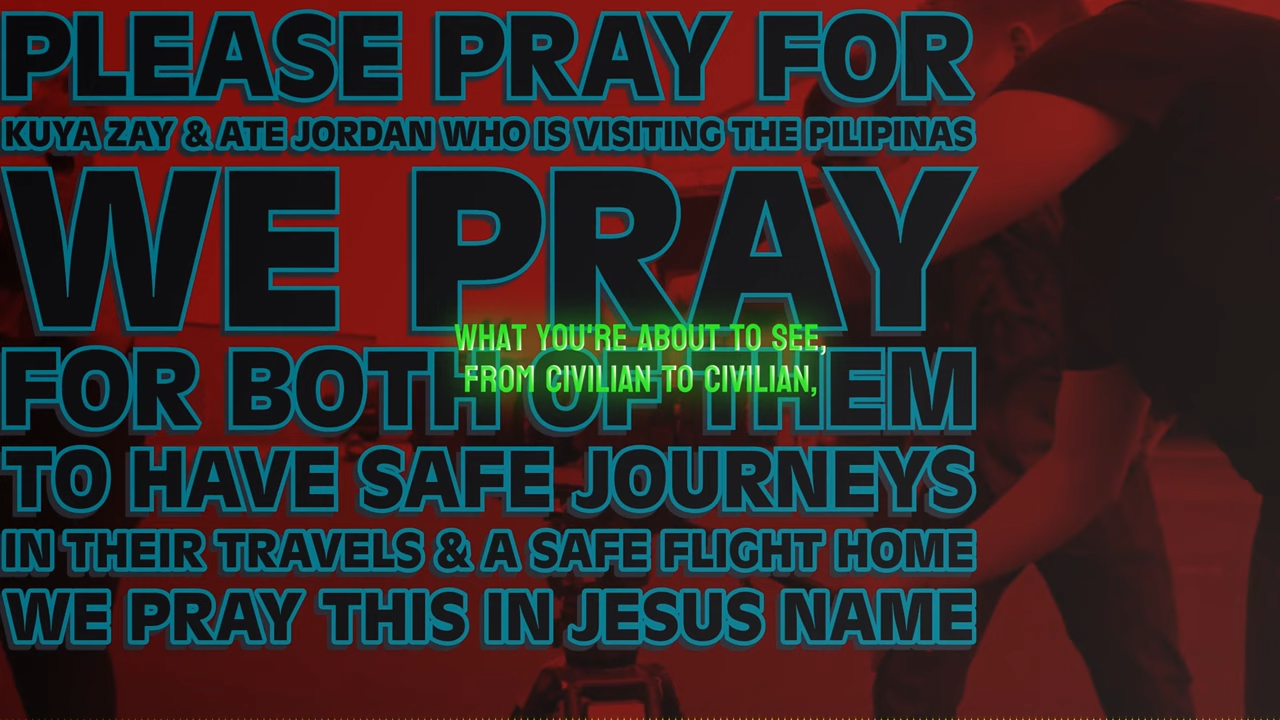 PLEASE PRAY FOR
KUYA ZAY & ATE JORDAN WHO IS VISITING THE PILIPINAS
WE PRAY
WHAT YOU'RE ABOUT TO SEE,
FROM CIVILIAN TO CIVILIAN,
FOR BOTH OF THEM
TO HAVE SAFE JOURNEYS
IN THEIR TRAVELS & A SAFE FLIGHT HOME
WE PRAY THIS IN JESUS NAME